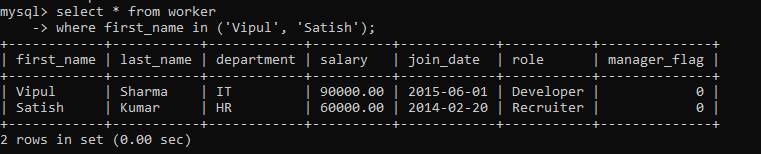 mysql> select * from worker
    -> where first_name in ('Vipul', 'Satish');
+------------+-----------+------------+----------+------------+-----------+--------------+
| first_name | last_name | department | salary   | join_date  | role      | manager_flag |
+------------+-----------+------------+----------+------------+-----------+--------------+
| Vipul      | Sharma    | IT         | 90000.00 | 2015-06-01 | Developer |            0 |
| Satish     | Kumar     | HR         | 60000.00 | 2014-02-20 | Recruiter |            0 |
+------------+-----------+------------+----------+------------+-----------+--------------+
2 rows in set (0.00 sec)